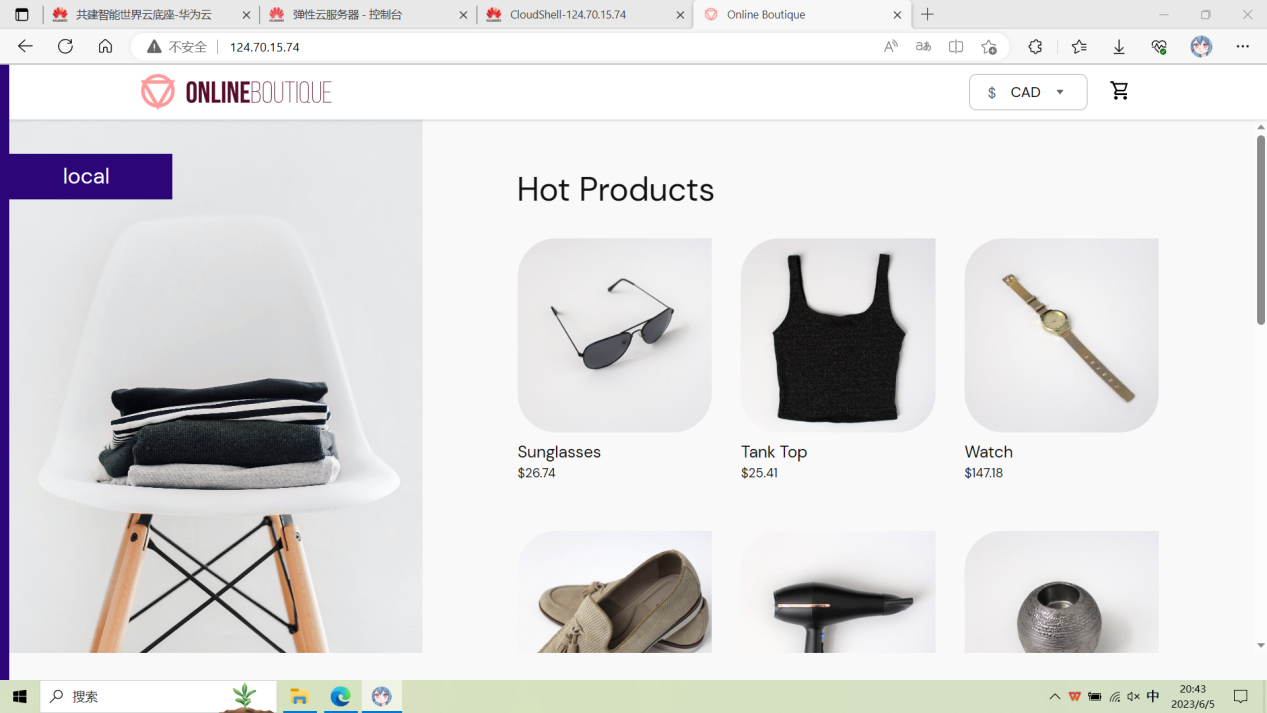 共建智能世界云底座-华为云
弹性云服务器 - 控制台
CloudShell-124.70.15.74
Online Boutique
不安全
124.70.15.74
ONLINEBOUTIQUE
$ CAD
local
Hot Products
Sunglasses
$26.74
Tank Top
$25.41
Watch
$147.18
搜索
中
20:43
2023/6/5